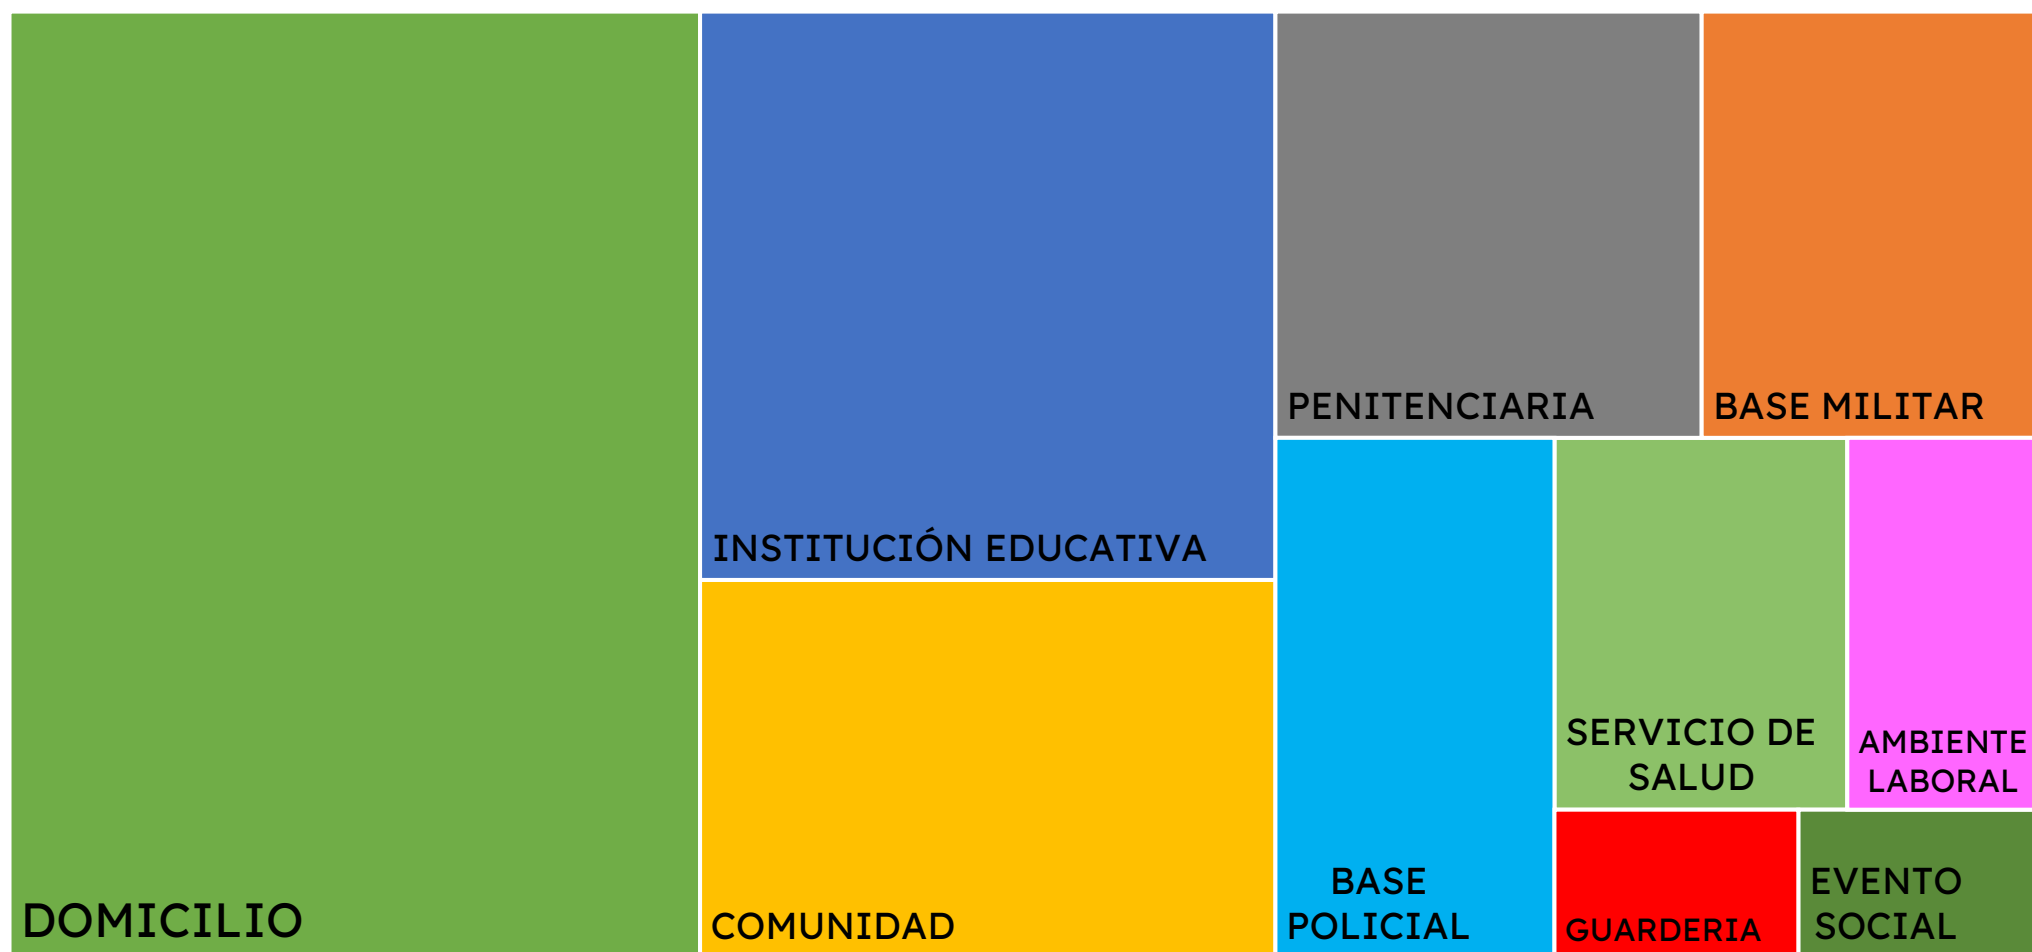 DOMICILIO
INSTITUCIÓN EDUCATIVA
COMUNIDAD
PENITENCIARIA
BASE MILITAR
BASE
POLICIAL
SERVICIO DE
SALUD
AMBIENTE
LABORAL
GUARDERIA
EVENTO
SOCIAL